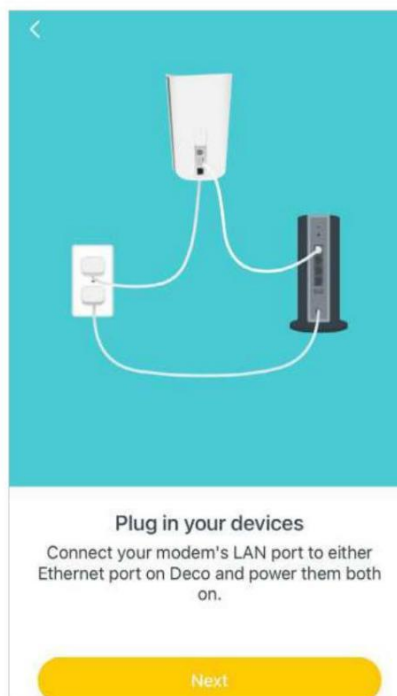 Plug in your devices
Connect your modem's LAN port to either
Ethernet port on Deco and power them both
on.
Next